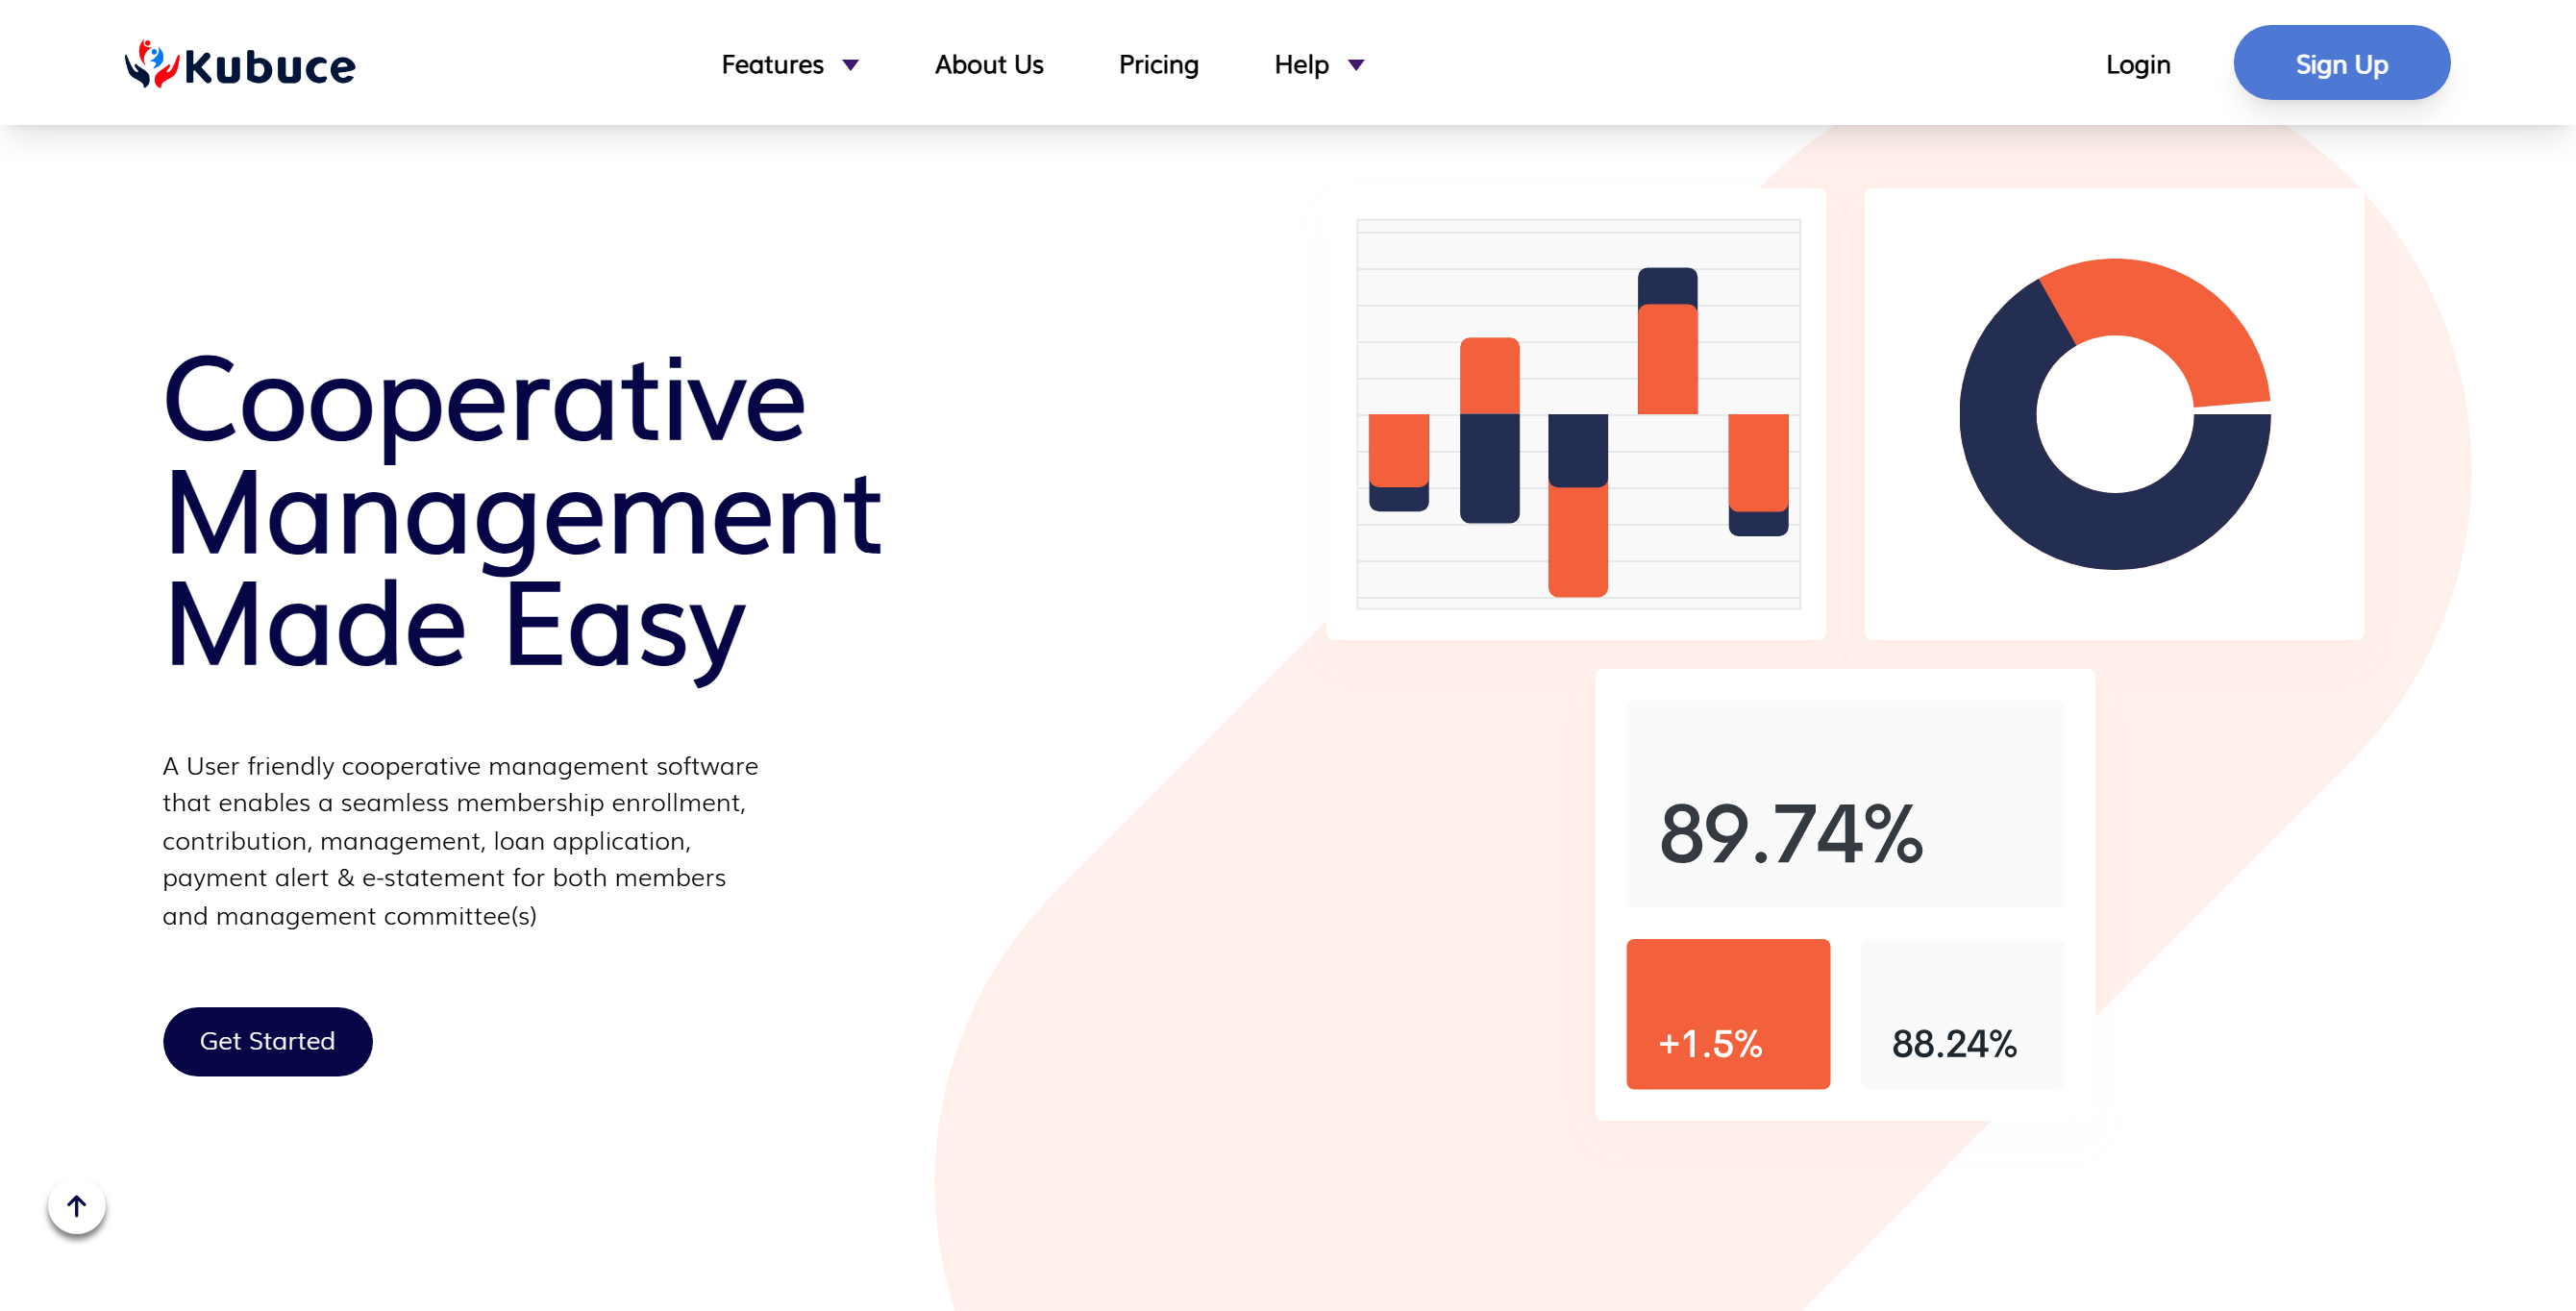 Kubuce
Features
About Us
Pricing
Help
Login
Sign Up
Cooperative
Management
Made Easy
A User friendly cooperative management software
that enables a seamless membership enrollment,
contribution, management, loan application,
payment alert & e-statement for both members
and management committee(s)
Get Started
89.74%
+1.5%
88.24%